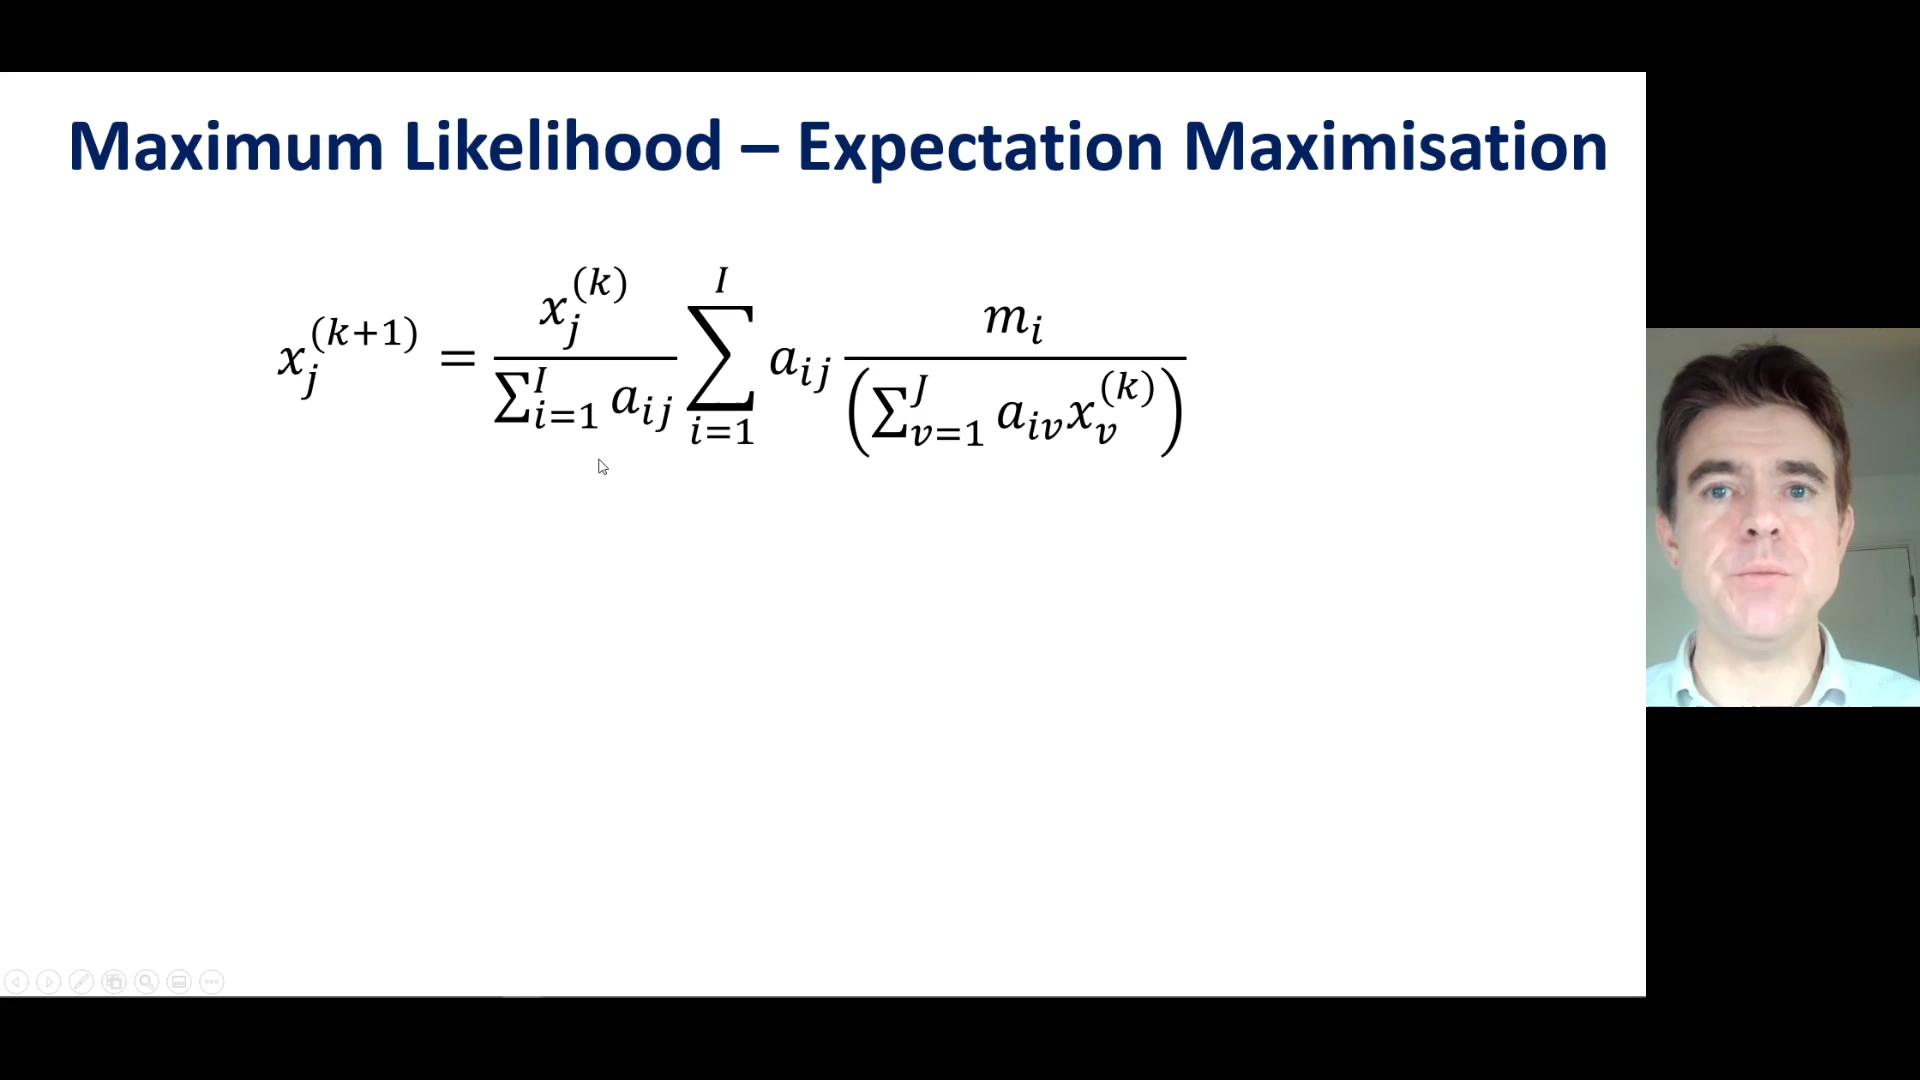 Maximum Likelihood – Expectation Maximisation
x_j^{(k+1)} = \frac{x_j^{(k)}}{\sum_{i=1}^{I} a_{ij}} \sum_{i=1}^{I} a_{ij} \frac{m_i}{\left(\sum_{v=1}^{J} a_{iv} x_v^{(k)}\right)}